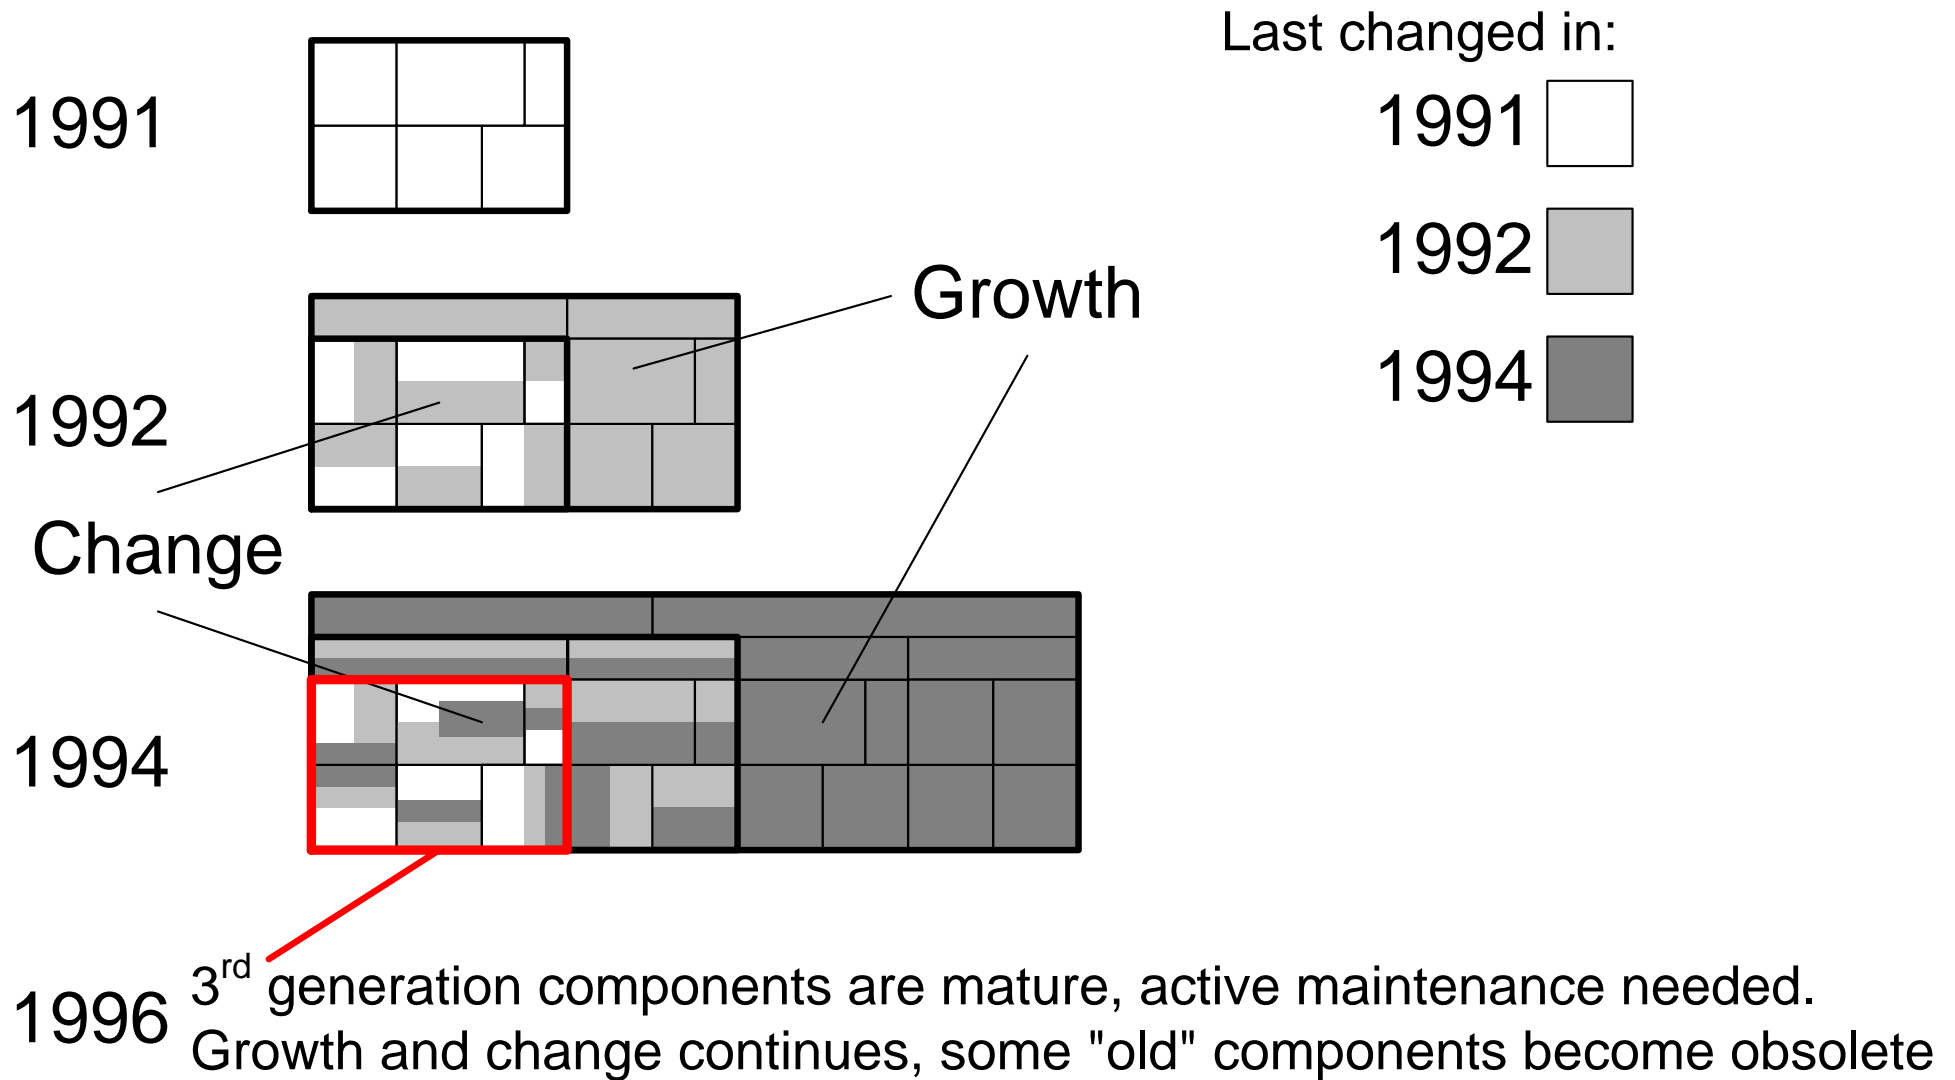 Last changed in:
1991
1991
1992
Growth
1994
1992
Change
1994
1996
3rd generation components are mature, active maintenance needed.
Growth and change continues, some "old" components become obsolete